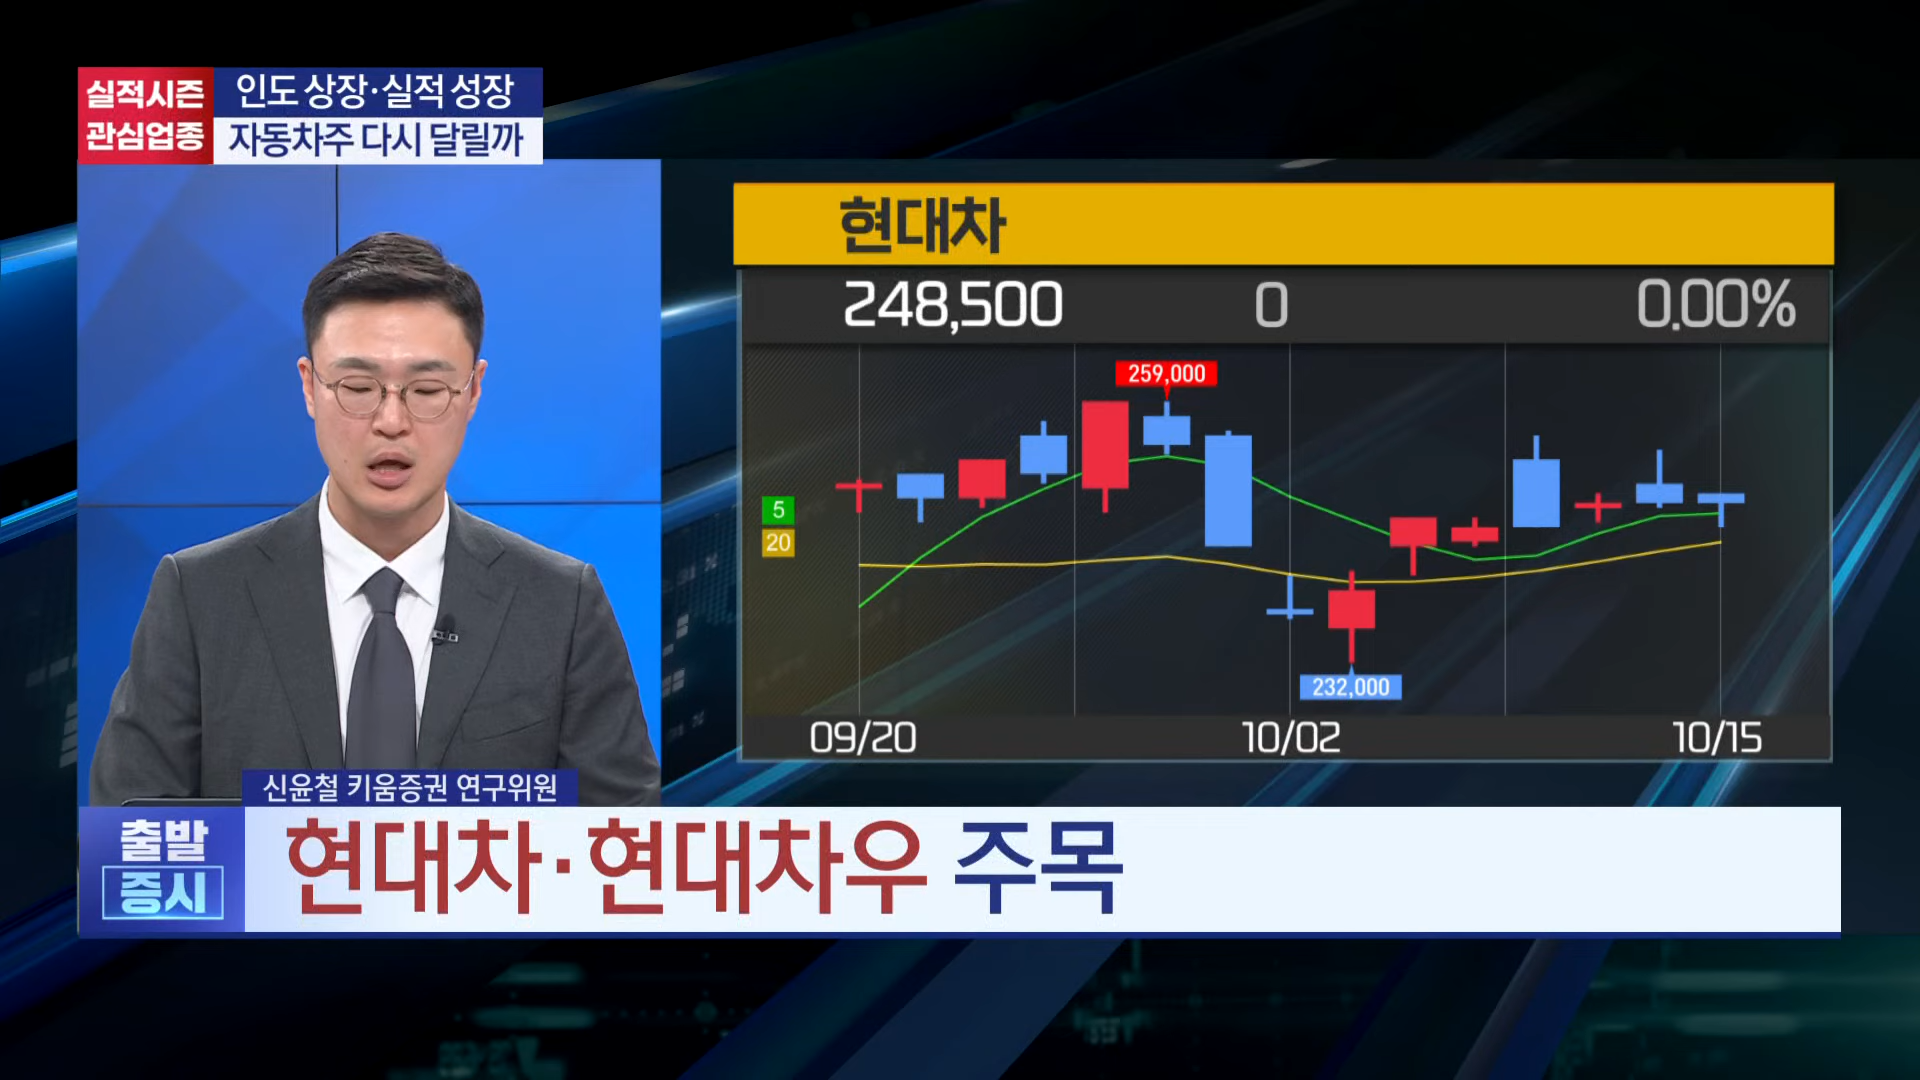 실적시즌
관심업종
인도 상장·실적 성장
자동차주 다시 달릴까
현대차
248,500 0 0.00%
259,000
5
20
232,000
09/20 10/02 10/15
신윤철 키움증권 연구위원
출발
증시
현대차·현대차우 주목